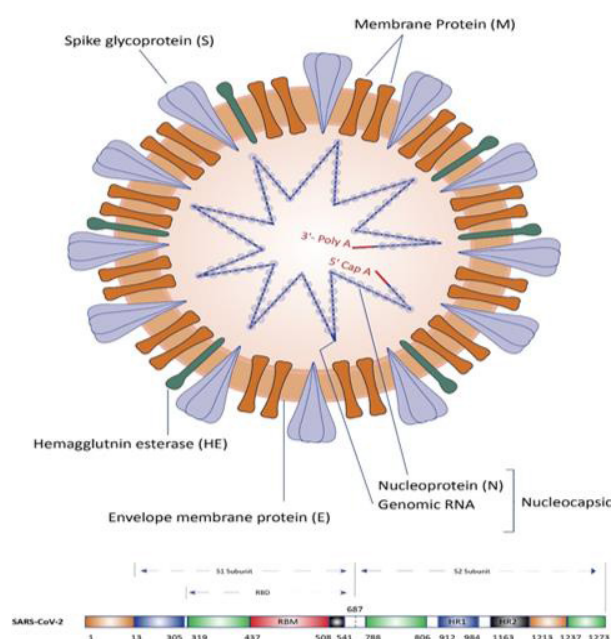 Membrane Protein (M)
Spike glycoprotein (S)
3'- Poly A
5' Cap A
Hemagglutnin esterase (HE)
Nucleoprotein (N)
Genomic RNA
Nucleocapsid
Envelope membrane protein (E)
S1 Subunit
S2 Subunit
RBD
687
SARS-CoV-2
RBM
HR1
HR2
1 13 305 319 437 508 541 788 806 912 984 1163 1213 1237 1273